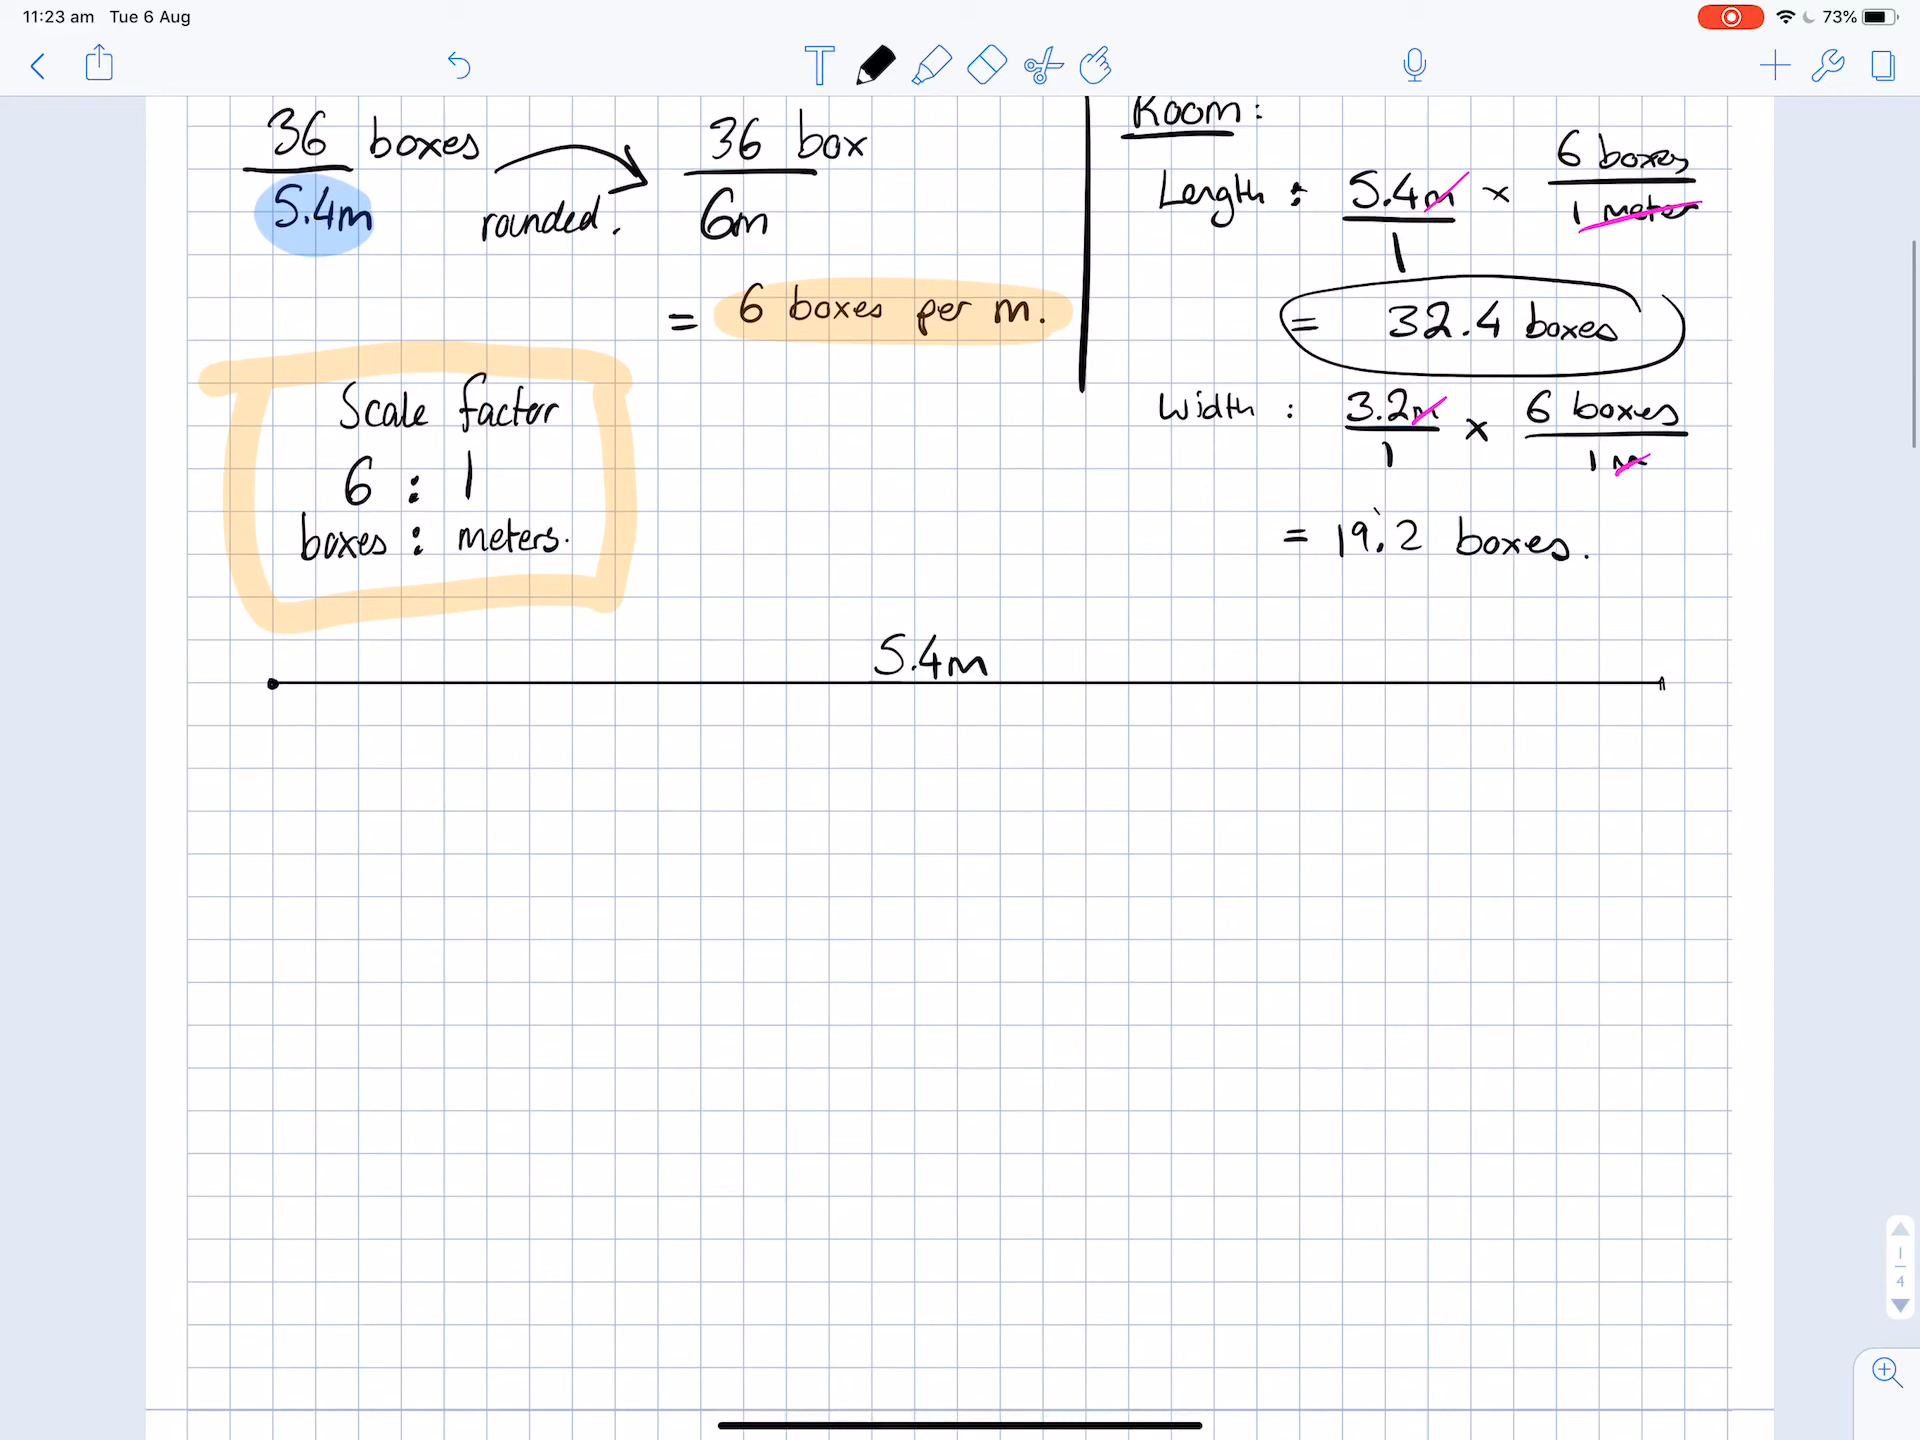 11:23 am Tue 6 Aug
73%
36 boxes
5.4m
rounded.
36 box
6m
= 6 boxes per m.
Scale factor
6 : 1
boxes : meters.
Room:
Length : 5.4m × 6 boxes
1 1 meter
= 32.4 boxes
Width : 3.2m × 6 boxes
1 1 m
= 19.2 boxes.
5.4m
1
4